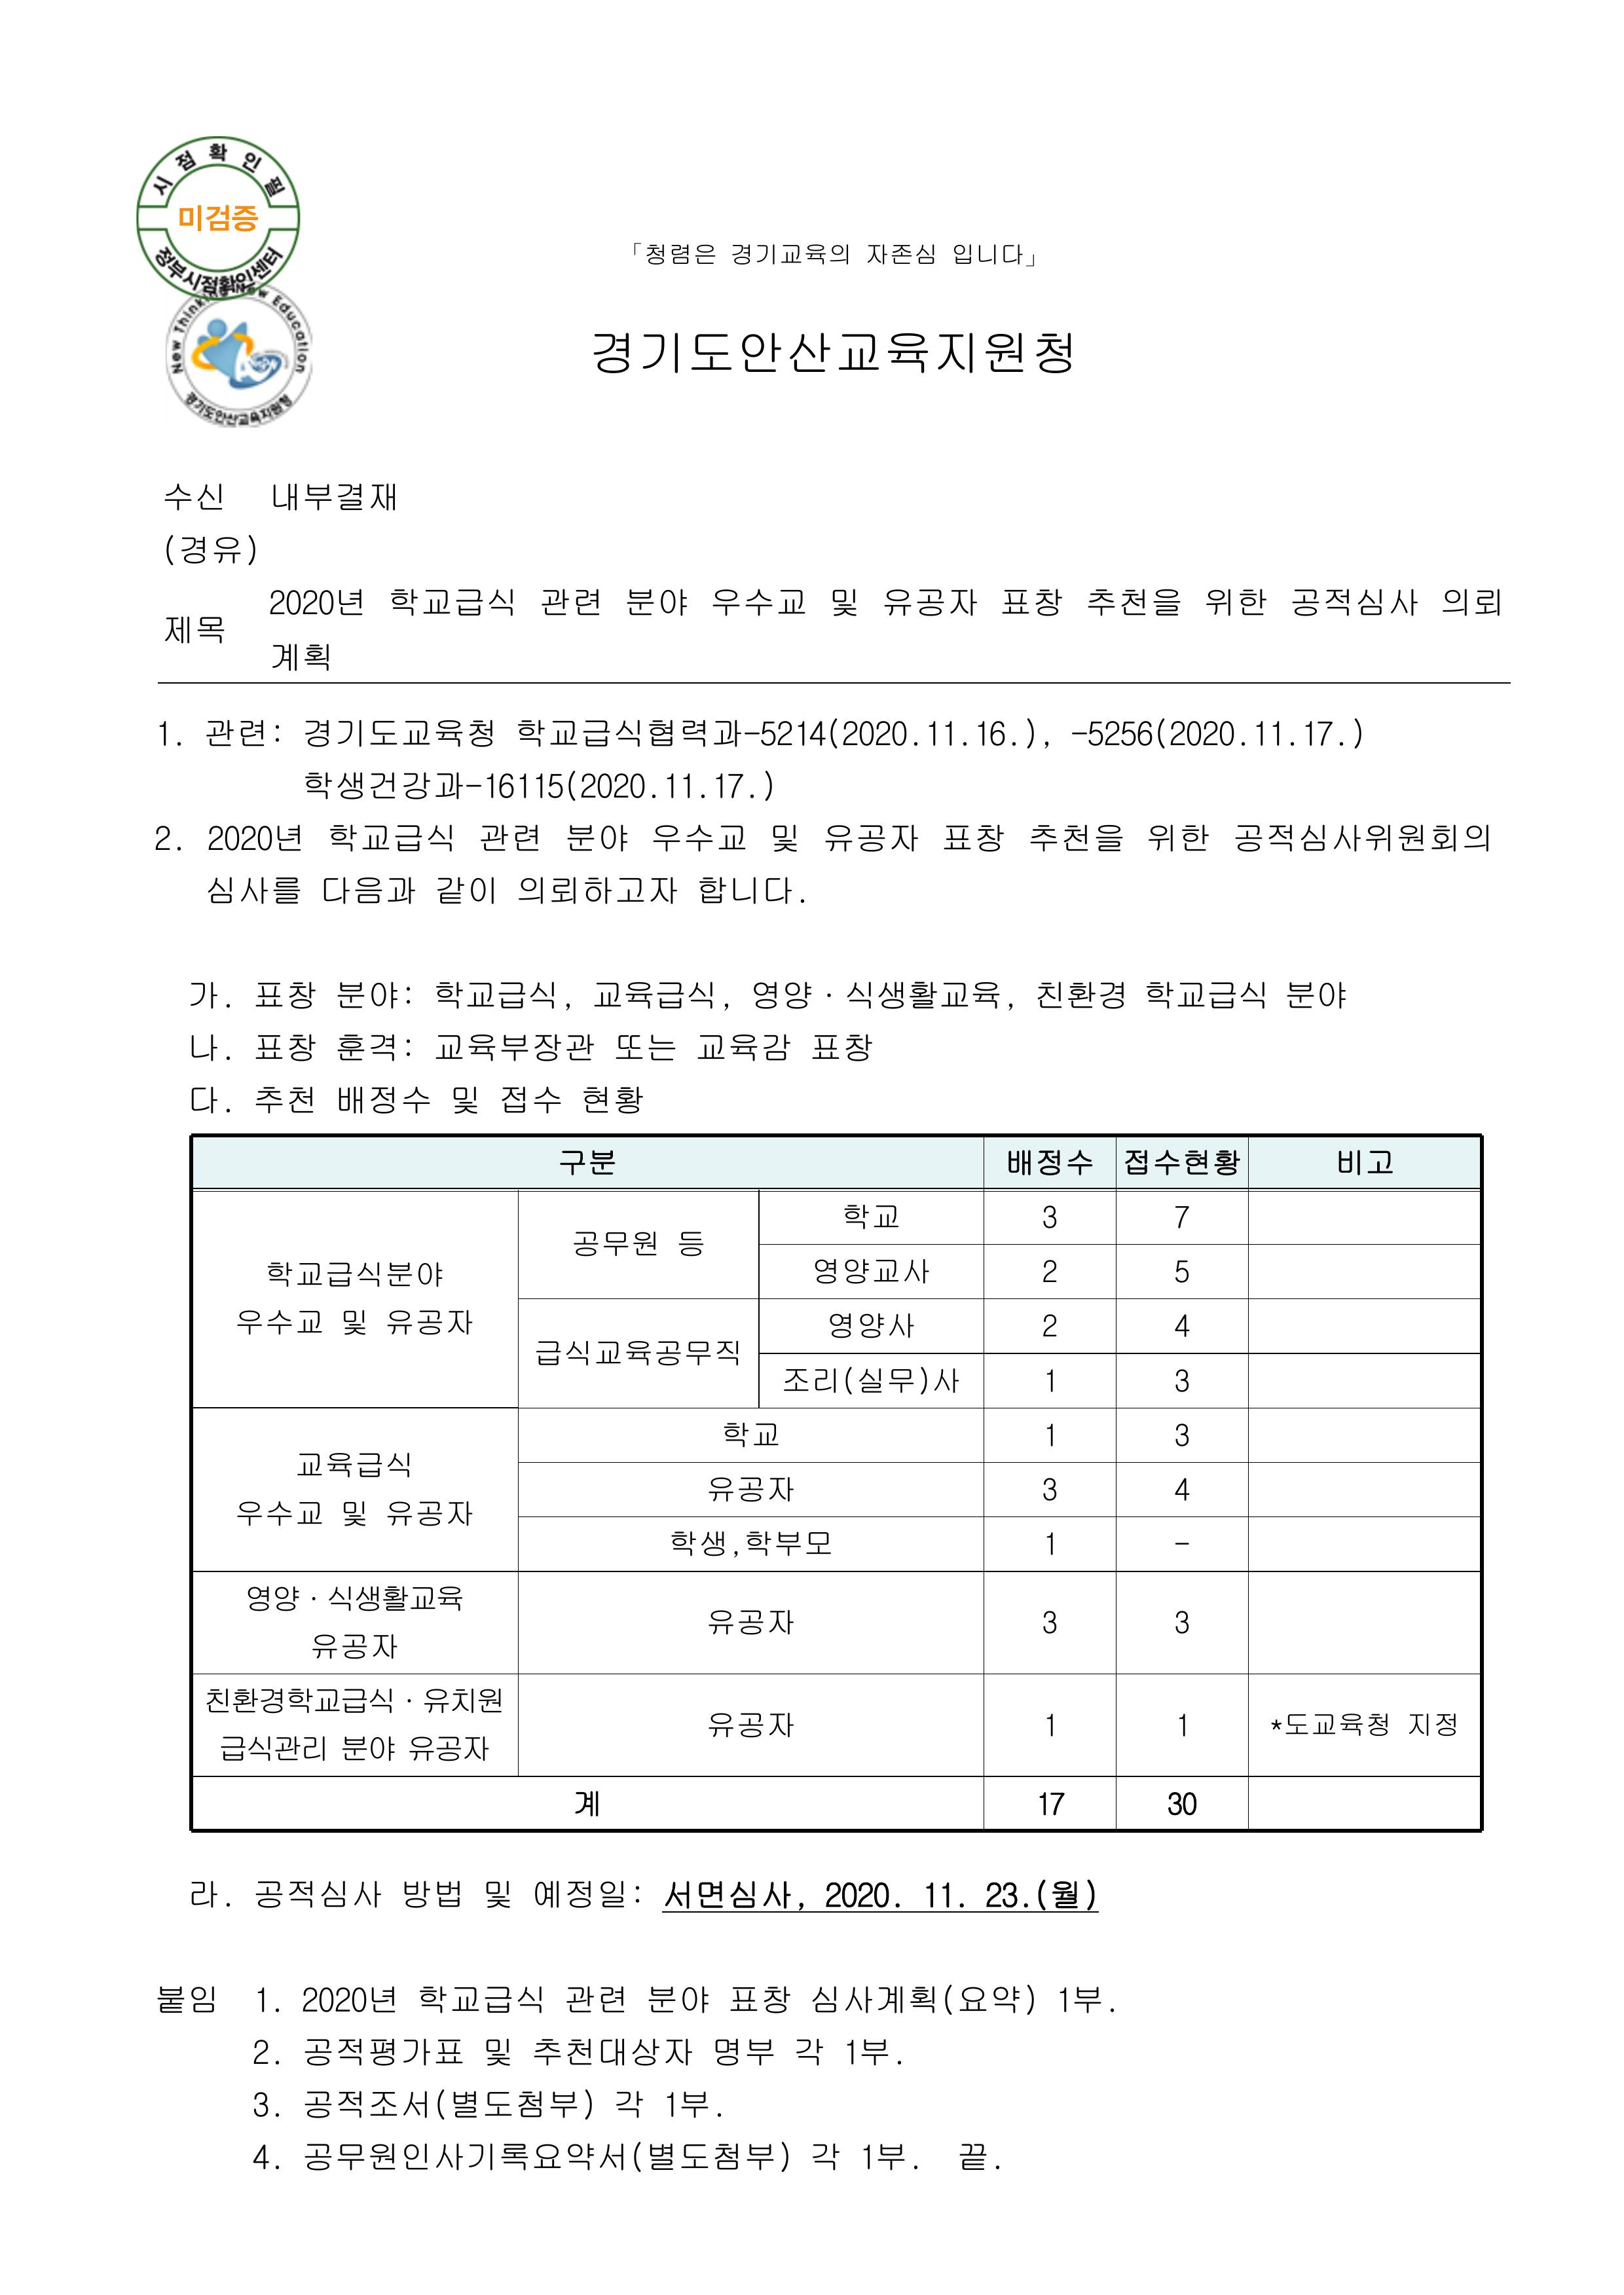 시점확인필
미검증
정부시점확인센터
New Thinking New Education
경기도안산교육지원청
「청렴은 경기교육의 자존심 입니다」
경기도안산교육지원청
수신 내부결재
(경유)
제목 2020년 학교급식 관련 분야 우수교 및 유공자 표창 추천을 위한 공적심사 의뢰
계획
1. 관련: 경기도교육청 학교급식협력과-5214(2020.11.16.), -5256(2020.11.17.)
학생건강과-16115(2020.11.17.)
2. 2020년 학교급식 관련 분야 우수교 및 유공자 표창 추천을 위한 공적심사위원회의
심사를 다음과 같이 의뢰하고자 합니다.
가. 표창 분야: 학교급식, 교육급식, 영양·식생활교육, 친환경 학교급식 분야
나. 표창 훈격: 교육부장관 또는 교육감 표창
다. 추천 배정수 및 접수 현황
구분 배정수 접수현황 비고
학교급식분야
우수교 및 유공자
공무원 등
학교 3 7
영양교사 2 5
급식교육공무직
영양사 2 4
조리(실무)사 1 3
교육급식
우수교 및 유공자
학교 1 3
유공자 3 4
학생,학부모 1 -
영양·식생활교육
유공자
유공자 3 3
친환경학교급식·유치원
급식관리 분야 유공자
유공자 1 1 *도교육청 지정
계 17 30
라. 공적심사 방법 및 예정일: 서면심사, 2020. 11. 23.(월)
붙임 1. 2020년 학교급식 관련 분야 표창 심사계획(요약) 1부.
2. 공적평가표 및 추천대상자 명부 각 1부.
3. 공적조서(별도첨부) 각 1부.
4. 공무원인사기록요약서(별도첨부) 각 1부. 끝.